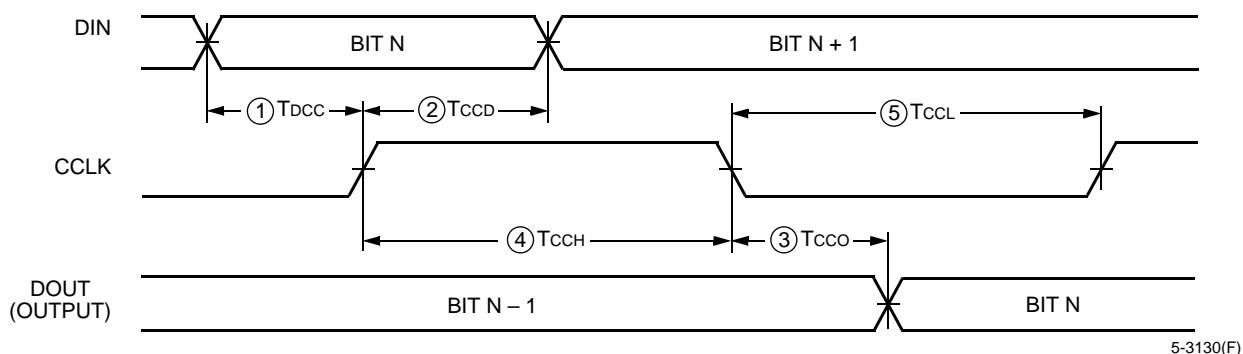 DIN
BIT N
BIT N + 1
① TDCC
② TCCD
⑤ TCCL
CCLK
④ TCCH
③ TCCO
DOUT
(OUTPUT)
BIT N – 1
BIT N
5-3130(F)